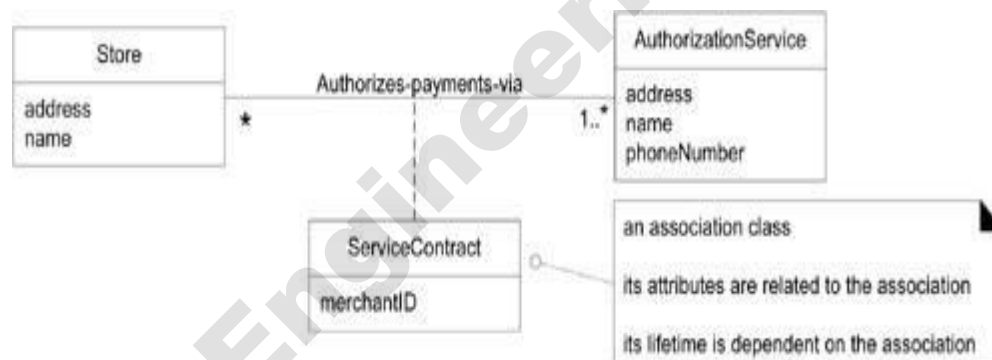 Store
address
name
Authorizes-payments-via
*
1..*
AuthorizationService
address
name
phoneNumber
ServiceContract
merchantID
an association class
its attributes are related to the association
its lifetime is dependent on the association
Engineer